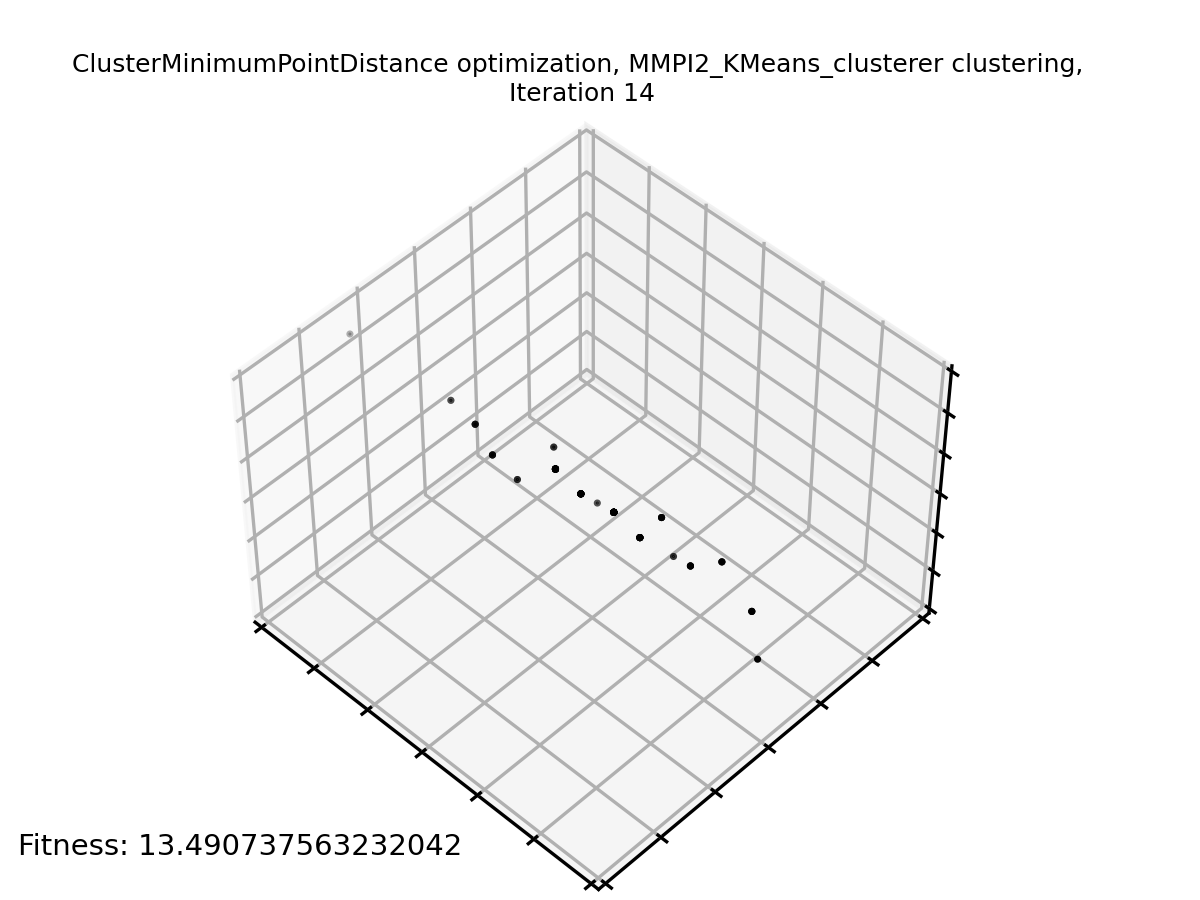 ClusterMinimumPointDistance optimization, MMPI2_KMeans_clusterer clustering,
Iteration 14
Fitness: 13.490737563232042